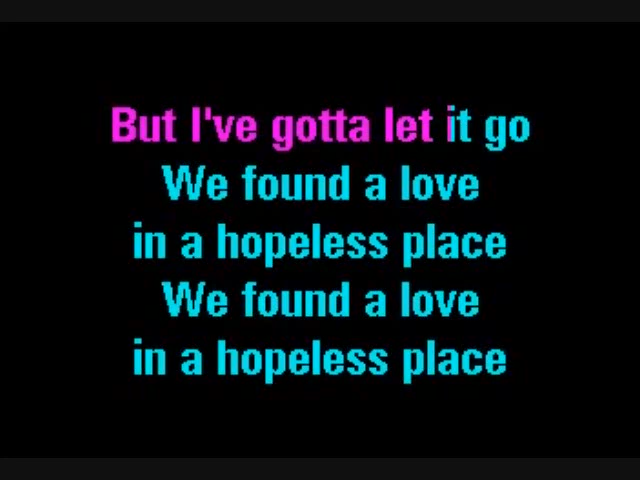 But I've gotta let it go
We found a love
in a hopeless place
We found a love
in a hopeless place